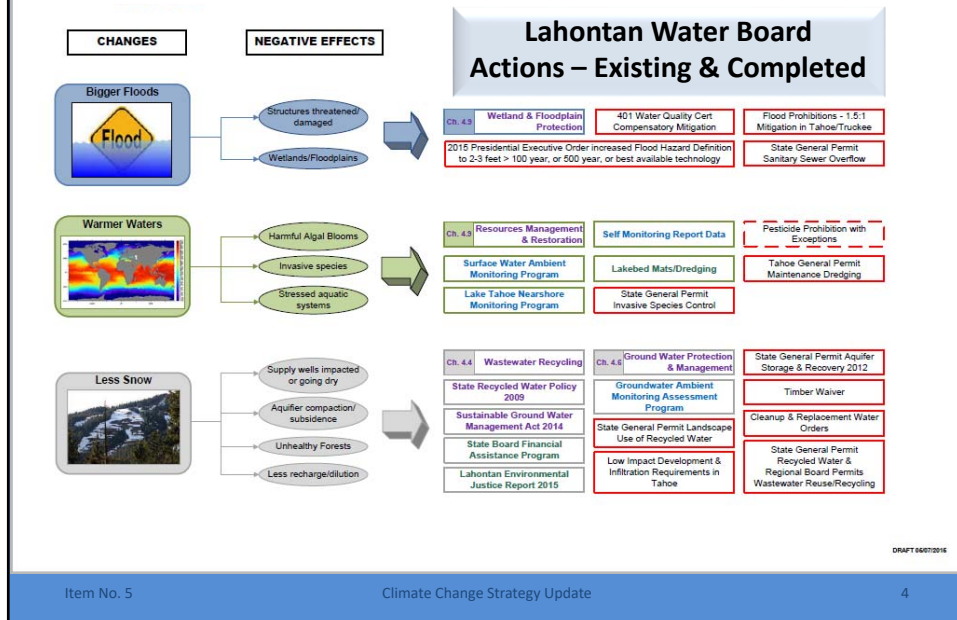 CHANGES
NEGATIVE EFFECTS
Lahontan Water Board
Actions – Existing & Completed
Bigger Floods
Flood
Structures threatened/
damaged
Wetlands/Floodplains
Ch. 4.9
Wetland & Floodplain
Protection
401 Water Quality Cert
Compensatory Mitigation
Flood Prohibitions - 1.5:1
Mitigation in Tahoe/Truckee
2015 Presidential Executive Order increased Flood Hazard Definition
to 2-3 feet > 100 year, or 500 year, or best available technology
State General Permit
Sanitary Sewer Overflow
Warmer Waters
Harmful Algal Blooms
Invasive species
Stressed aquatic
systems
Ch. 4.9
Resources Management
& Restoration
Self Monitoring Report Data
Pesticide Prohibition with
Exceptions
Surface Water Ambient
Monitoring Program
Lakebed Mats/Dredging
Tahoe General Permit
Maintenance Dredging
Lake Tahoe Nearshore
Monitoring Program
State General Permit
Invasive Species Control
Less Snow
Supply wells impacted
or going dry
Aquifier compaction/
subsidence
Unhealthy Forests
Less recharge/dilution
Ch. 4.4
Wastewater Recycling
Ch. 4.6
Ground Water Protection
& Management
State General Permit Aquifer
Storage & Recovery 2012
State Recycled Water Policy
2009
Groundwater Ambient
Monitoring Assessment
Program
Timber Waiver
Sustainable Ground Water
Management Act 2014
State General Permit Landscape
Use of Recycled Water
Cleanup & Replacement Water
Orders
State Board Financial
Assistance Program
Low Impact Development &
Infiltration Requirements in
Tahoe
State General Permit
Recycled Water &
Regional Board Permits
Wastewater Reuse/Recycling
Lahontan Environmental
Justice Report 2015
Item No. 5
Climate Change Strategy Update
4